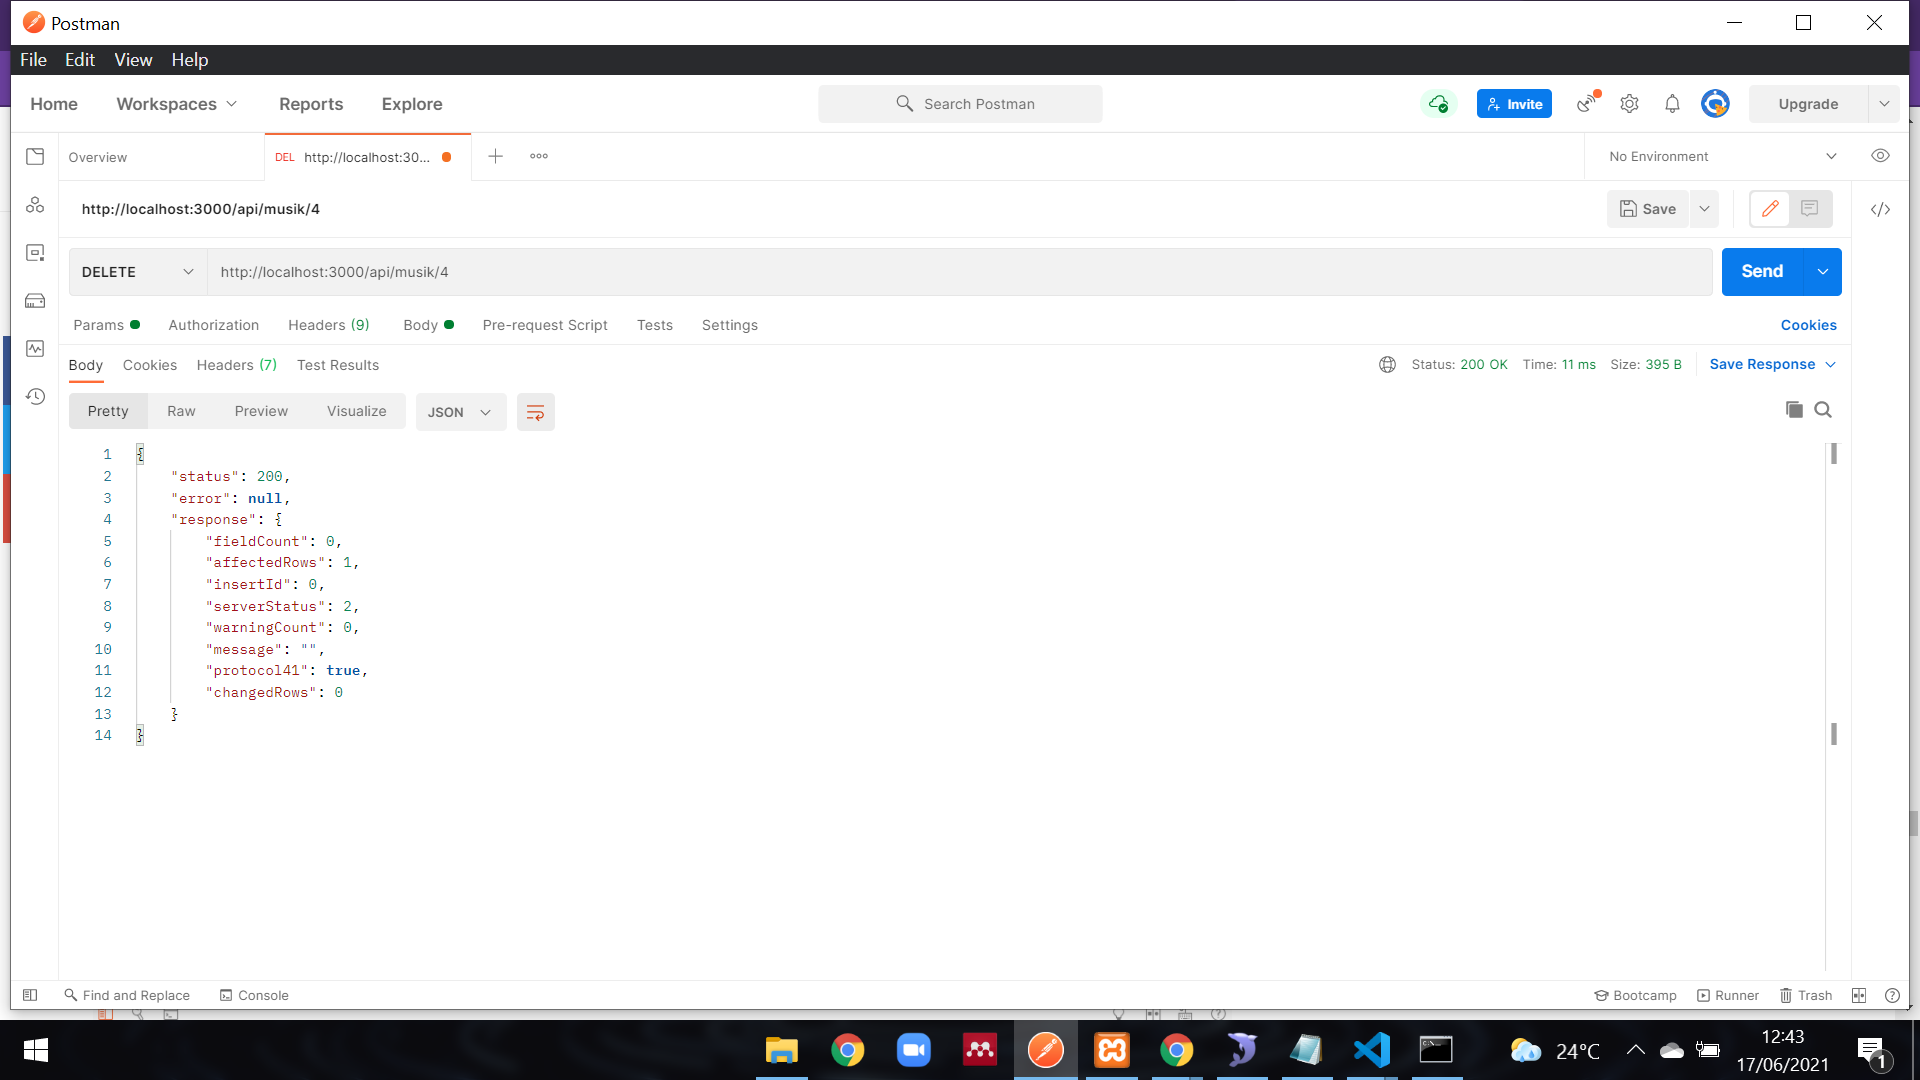 Postman
File Edit View Help
Home Workspaces Reports Explore Search Postman Invite Upgrade
Overview DEL http://localhost:30... No Environment
http://localhost:3000/api/musik/4 Save
DELETE http://localhost:3000/api/musik/4 Send
Params Authorization Headers (9) Body Pre-request Script Tests Settings Cookies
Body Cookies Headers (7) Test Results Status: 200 OK Time: 11 ms Size: 395 B Save Response
Pretty Raw Preview Visualize JSON
1 {
2 "status": 200,
3 "error": null,
4 "response": {
5 "fieldCount": 0,
6 "affectedRows": 1,
7 "insertId": 0,
8 "serverStatus": 2,
9 "warningCount": 0,
10 "message": "",
11 "protocol41": true,
12 "changedRows": 0
13 }
14 }
Find and Replace Console Bootcamp Runner Trash
24°C 12:43
17/06/2021 1